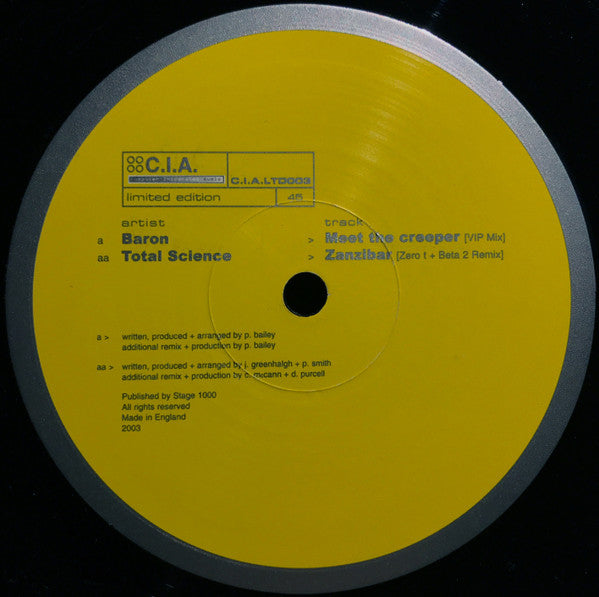 C.I.A.
C.I.A.LTD003
limited edition 45
artist track
a Baron > Meet the creeper [VIP Mix]
aa Total Science > Zanzibar [Zero t + Beta 2 Remix]
a > written, produced + arranged by p. bailey
additional remix + production by p. bailey
aa > written, produced + arranged by j. greenhalgh + p. smith
additional remix + production by c. mccann + d. purcell
Published by Stage 1000
All rights reserved
Made in England
2003